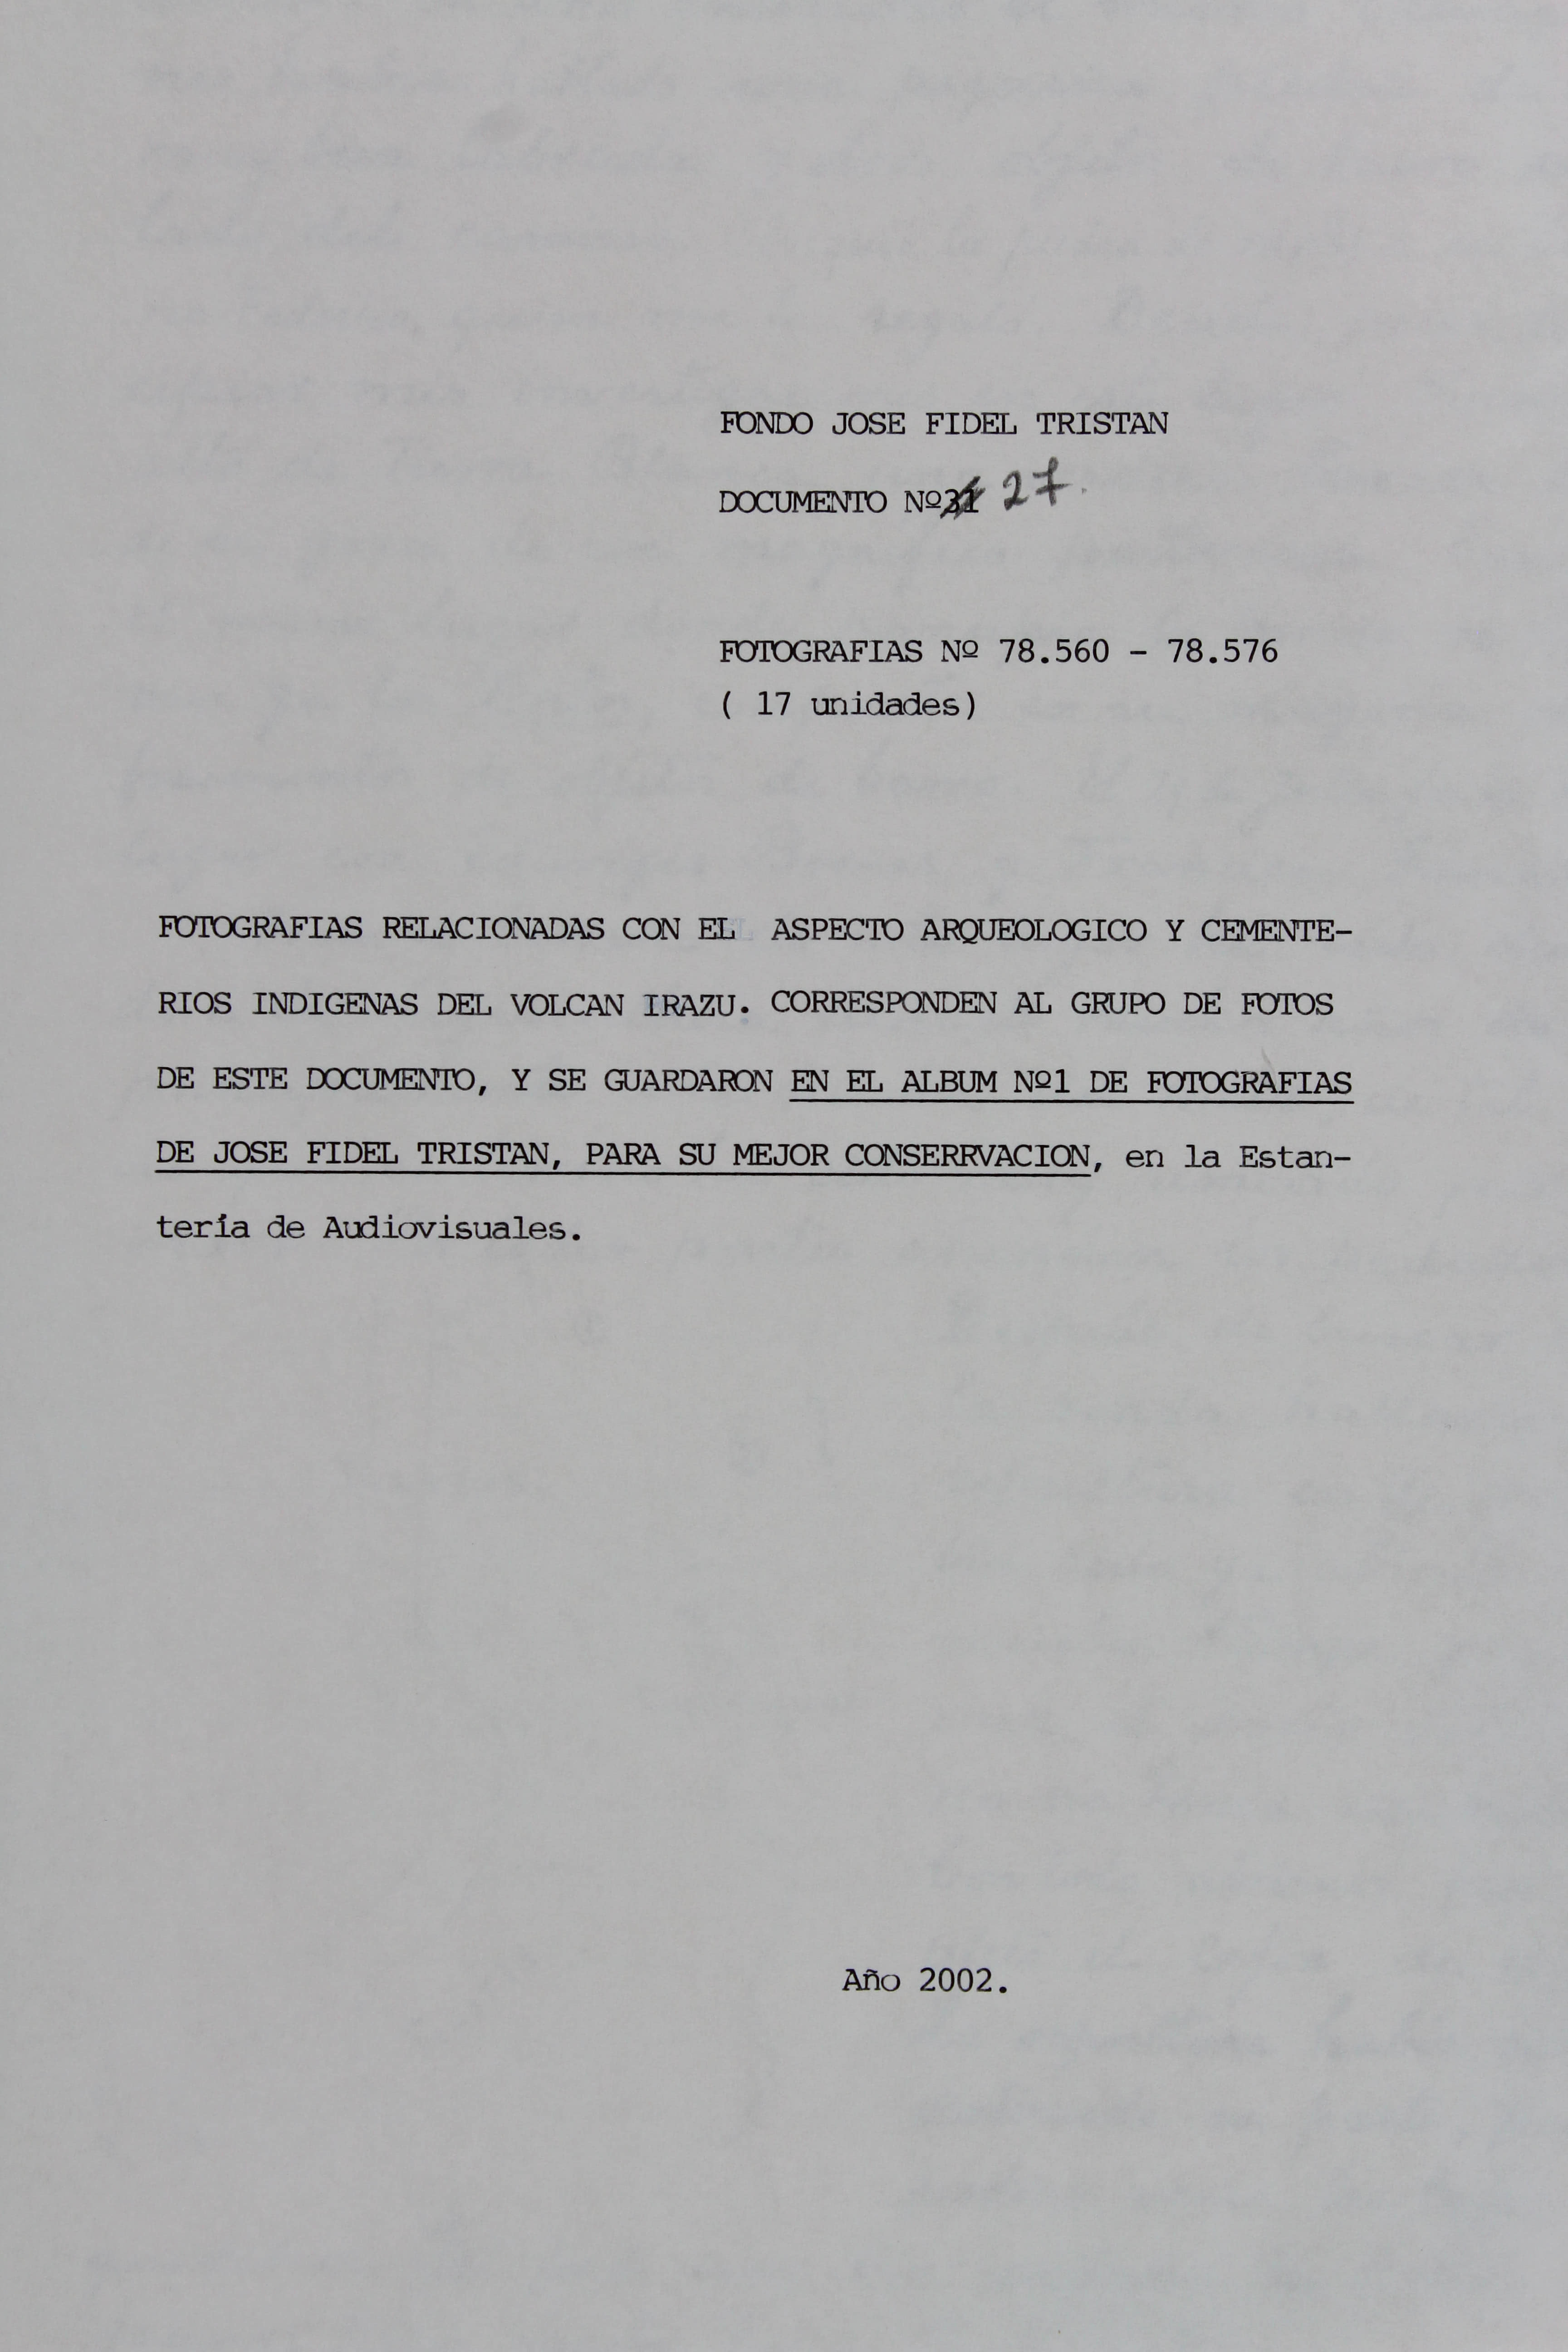 FONDO JOSE FIDEL TRISTAN
DOCUMENTO Nº31 27.
FOTOGRAFIAS Nº 78.560 - 78.576
( 17 unidades)
FOTOGRAFIAS RELACIONADAS CON EL ASPECTO ARQUEOLOGICO Y CEMENTE-
RIOS INDIGENAS DEL VOLCAN IRAZU. CORRESPONDEN AL GRUPO DE FOTOS
DE ESTE DOCUMENTO, Y SE GUARDARON EN EL ALBUM Nº1 DE FOTOGRAFIAS
DE JOSE FIDEL TRISTAN, PARA SU MEJOR CONSERRVACION, en la Estan-
tería de Audiovisuales.
Año 2002.